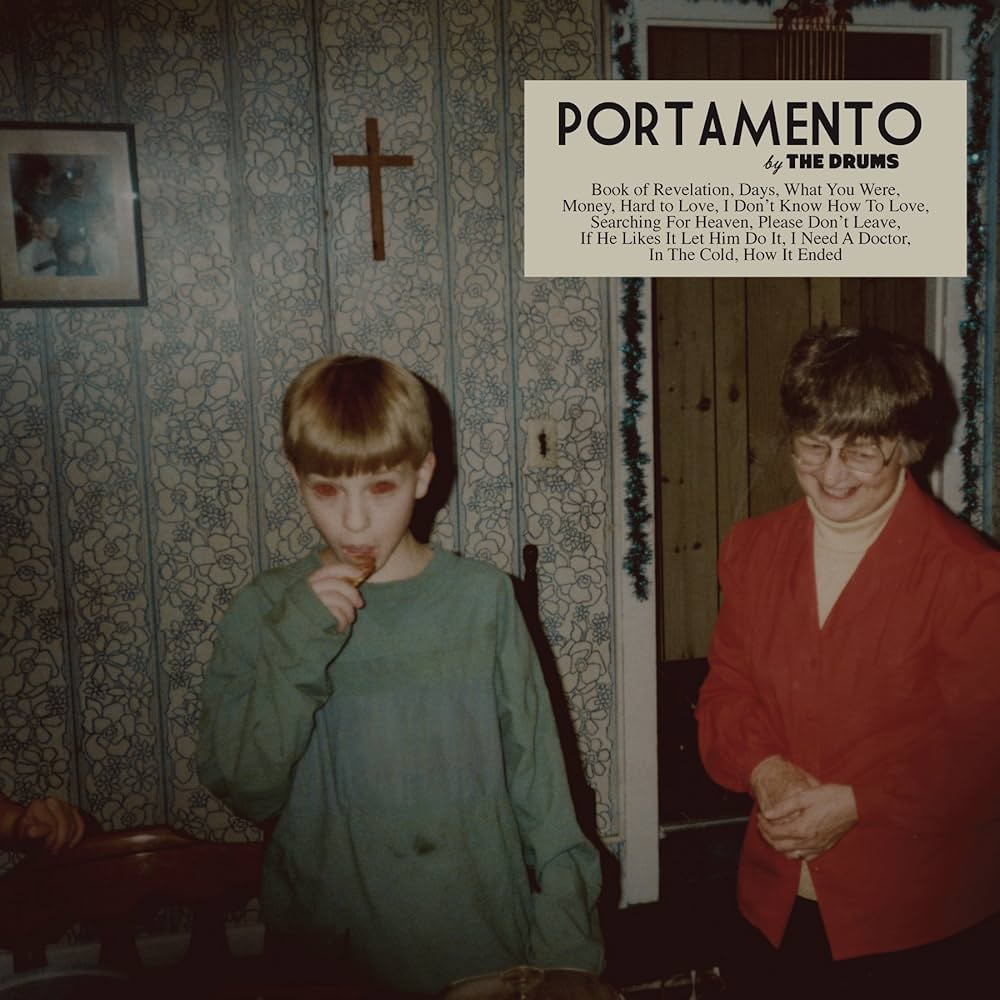 PORTAMENTO
by THE DRUMS
Book of Revelation, Days, What You Were,
Money, Hard to Love, I Don't Know How To Love,
Searching For Heaven, Please Don't Leave,
If He Likes It Let Him Do It, I Need A Doctor,
In The Cold, How It Ended